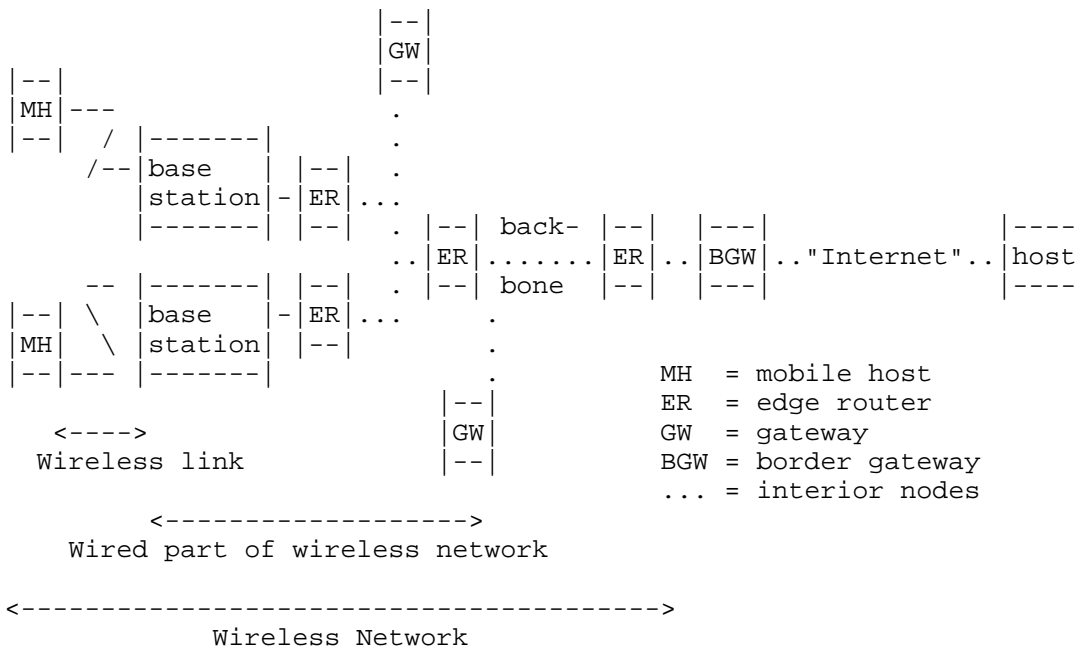 |--|
                       |GW|
|--|                   |--|
|MH|---                 .
|--|  / |-------|       .
     /--|base   | |--|  .
        |station|-|ER|...
        |-------| |--|  . |--| back- |--| |---|              |----
                        ..|ER|.......|ER|..|BGW|.."Internet"..|host
     -- |-------| |--|  . |--| bone  |--| |---|              |----
|--| \  |base   |-|ER|...     .
|MH|  \ |station| |--|        .
|--|--- |-------|             .          MH  = mobile host
                           |--|          ER  = edge router
   <---->                  |GW|          GW  = gateway
  Wireless link            |--|          BGW = border gateway
                                         ... = interior nodes
         <------------------->
    Wired part of wireless network
<---------------------------------------->
             Wireless Network